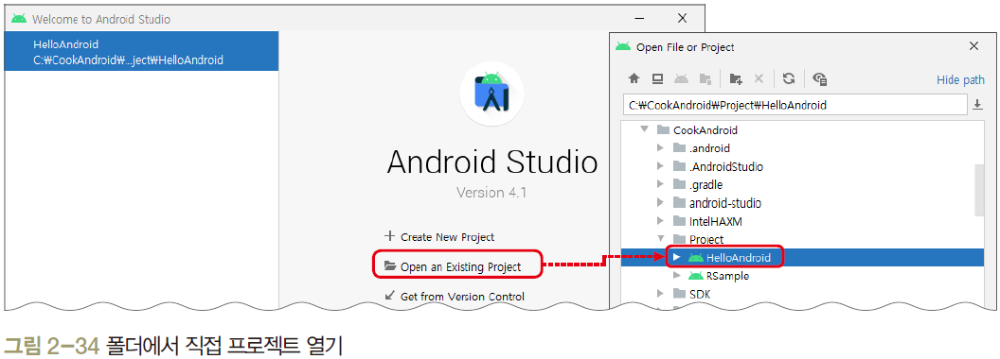 Welcome to Android Studio
HelloAndroid
C:₩CookAndroid₩...ject₩HelloAndroid
Android Studio
Version 4.1
Create New Project
Open an Existing Project
Get from Version Control
Open File or Project
Hide path
C:₩CookAndroid₩Project₩HelloAndroid
CookAndroid
.android
.AndroidStudio
.gradle
android-studio
IntelHAXM
Project
HelloAndroid
RSample
SDK
그림 2-34 폴더에서 직접 프로젝트 열기